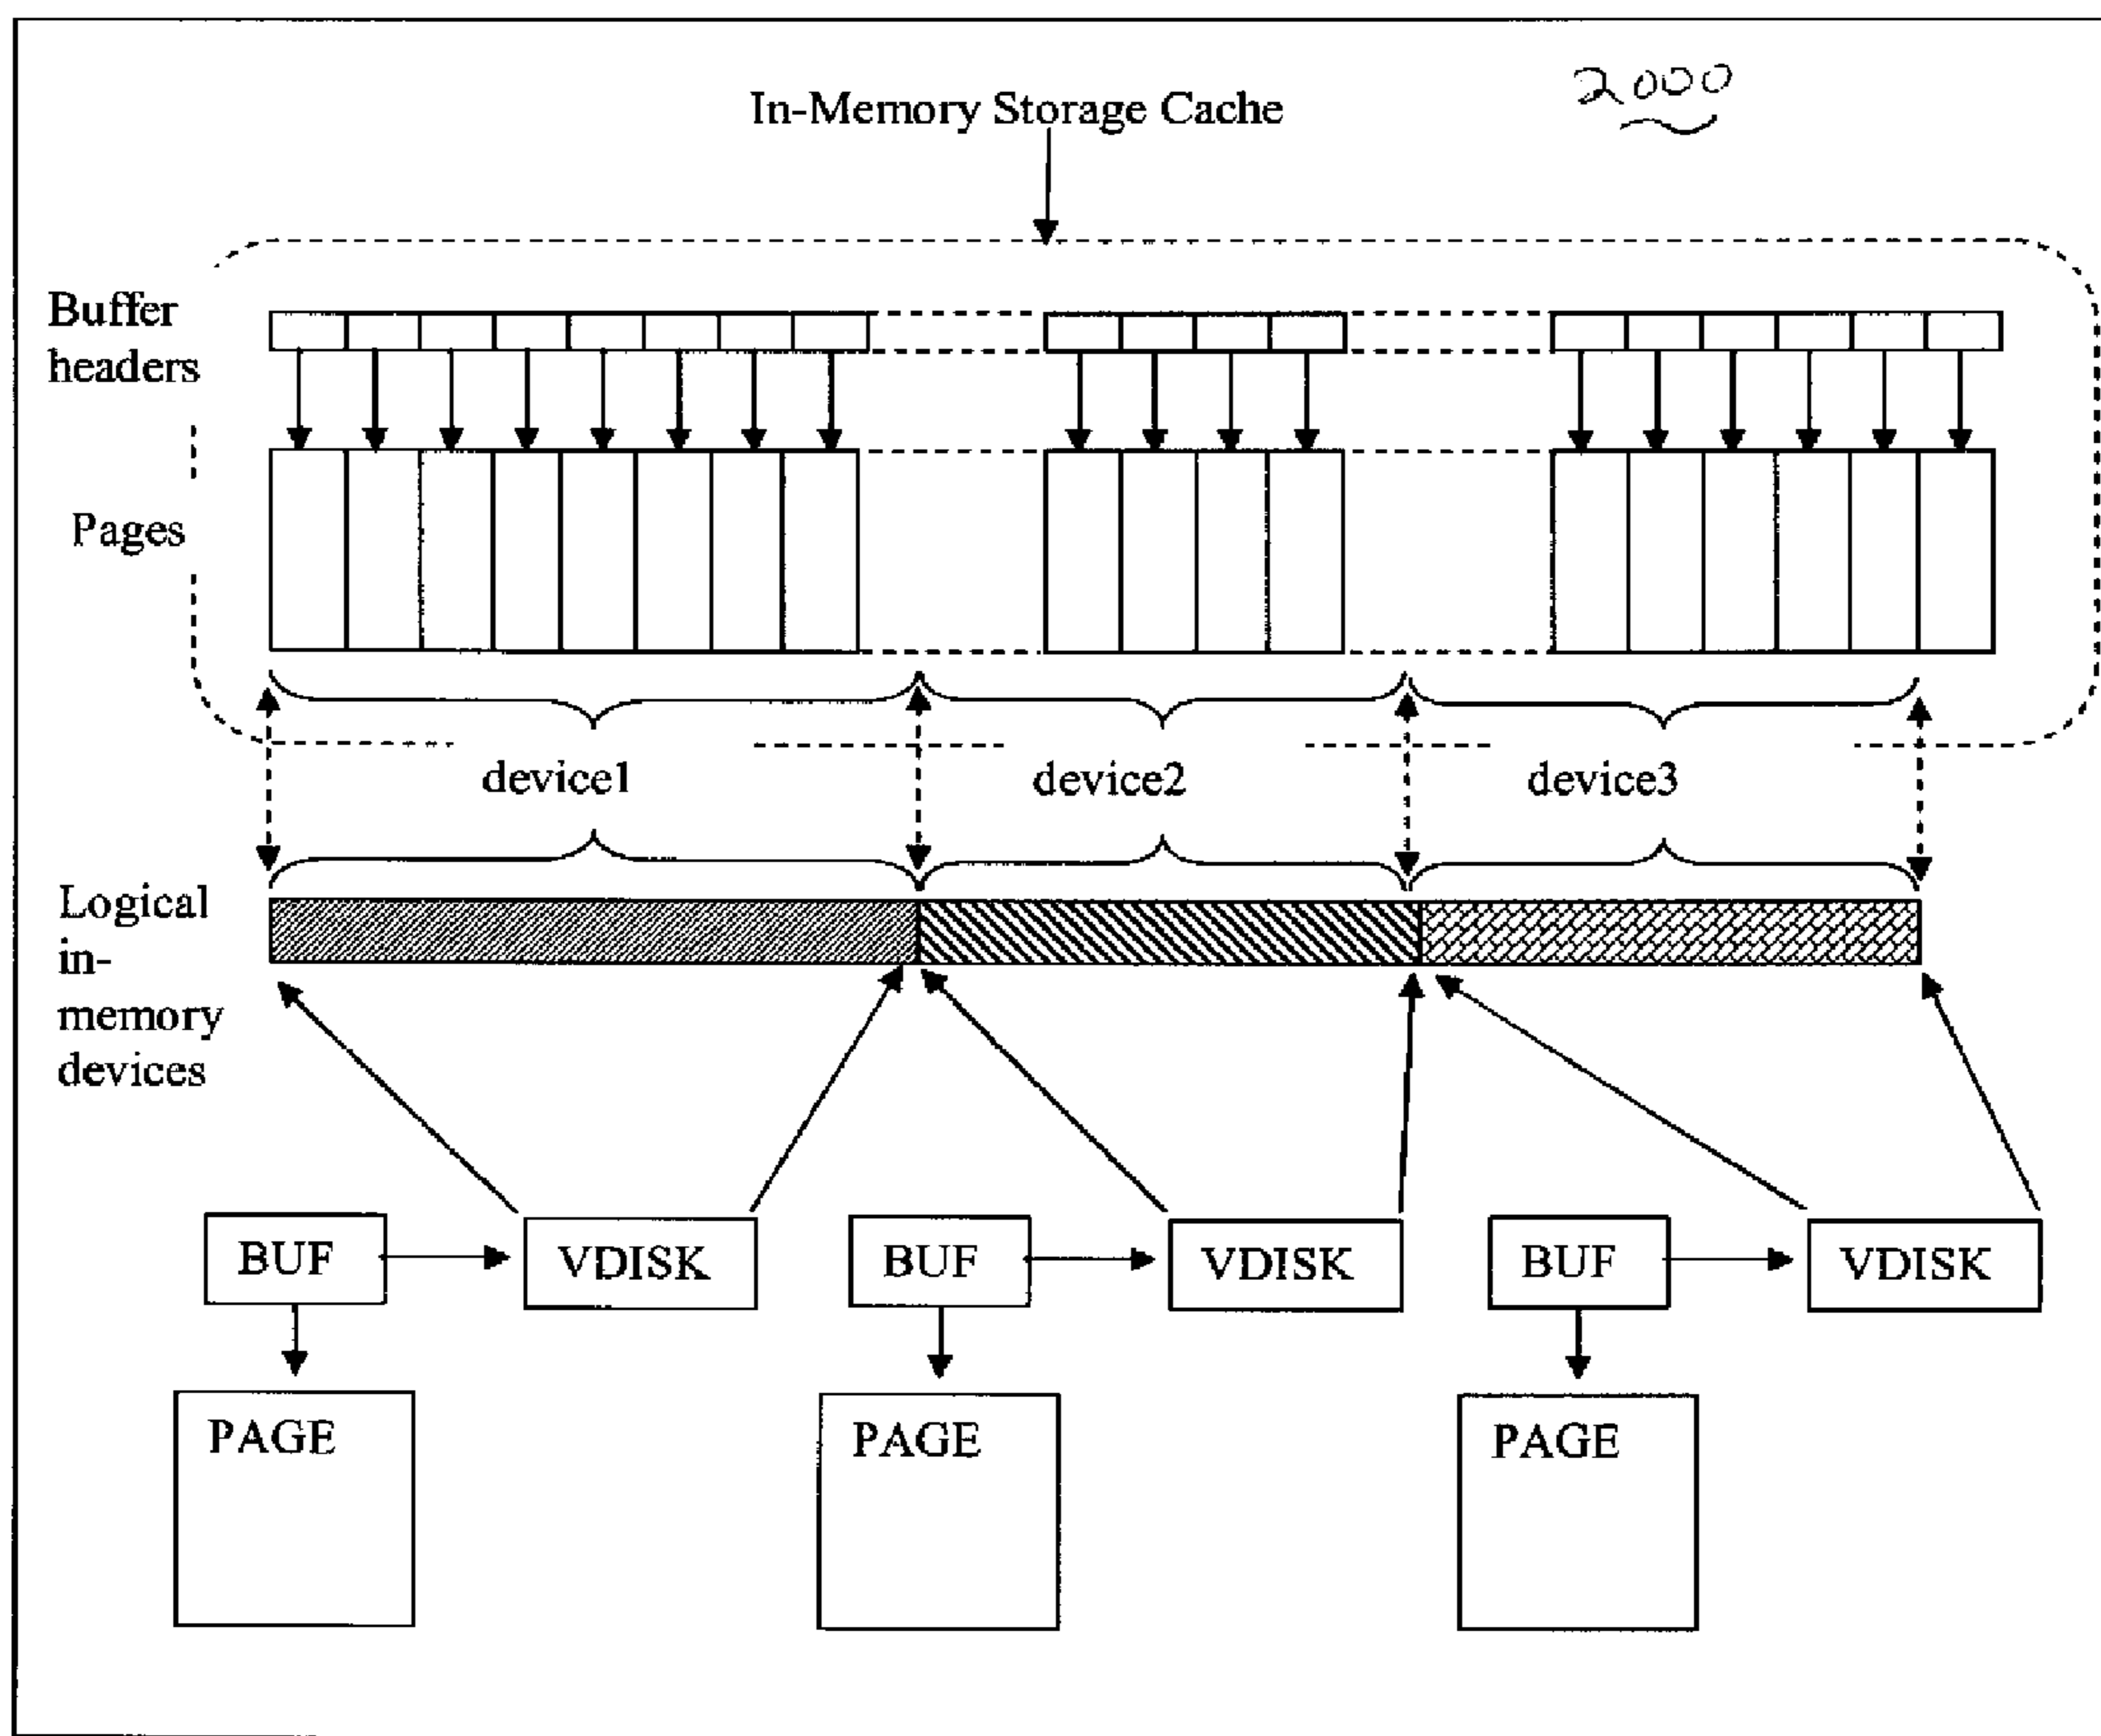 2000
In-Memory Storage Cache
Buffer
headers
Pages
device1
device2
device3
Logical
in-
memory
devices
BUF
VDISK
BUF
VDISK
BUF
VDISK
PAGE
PAGE
PAGE